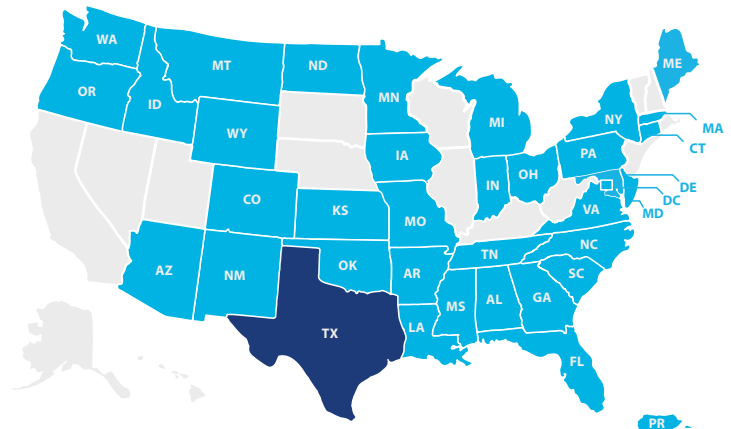 WA
MT
ND
ME
OR
ID
MN
NY
MI
MA
WY
CT
IA
PA
OH
IN
DE
CO
DC
KS
VA
MD
MO
NC
TN
AZ
NM
OK
AR
SC
MS
AL
GA
LA
TX
FL
PR